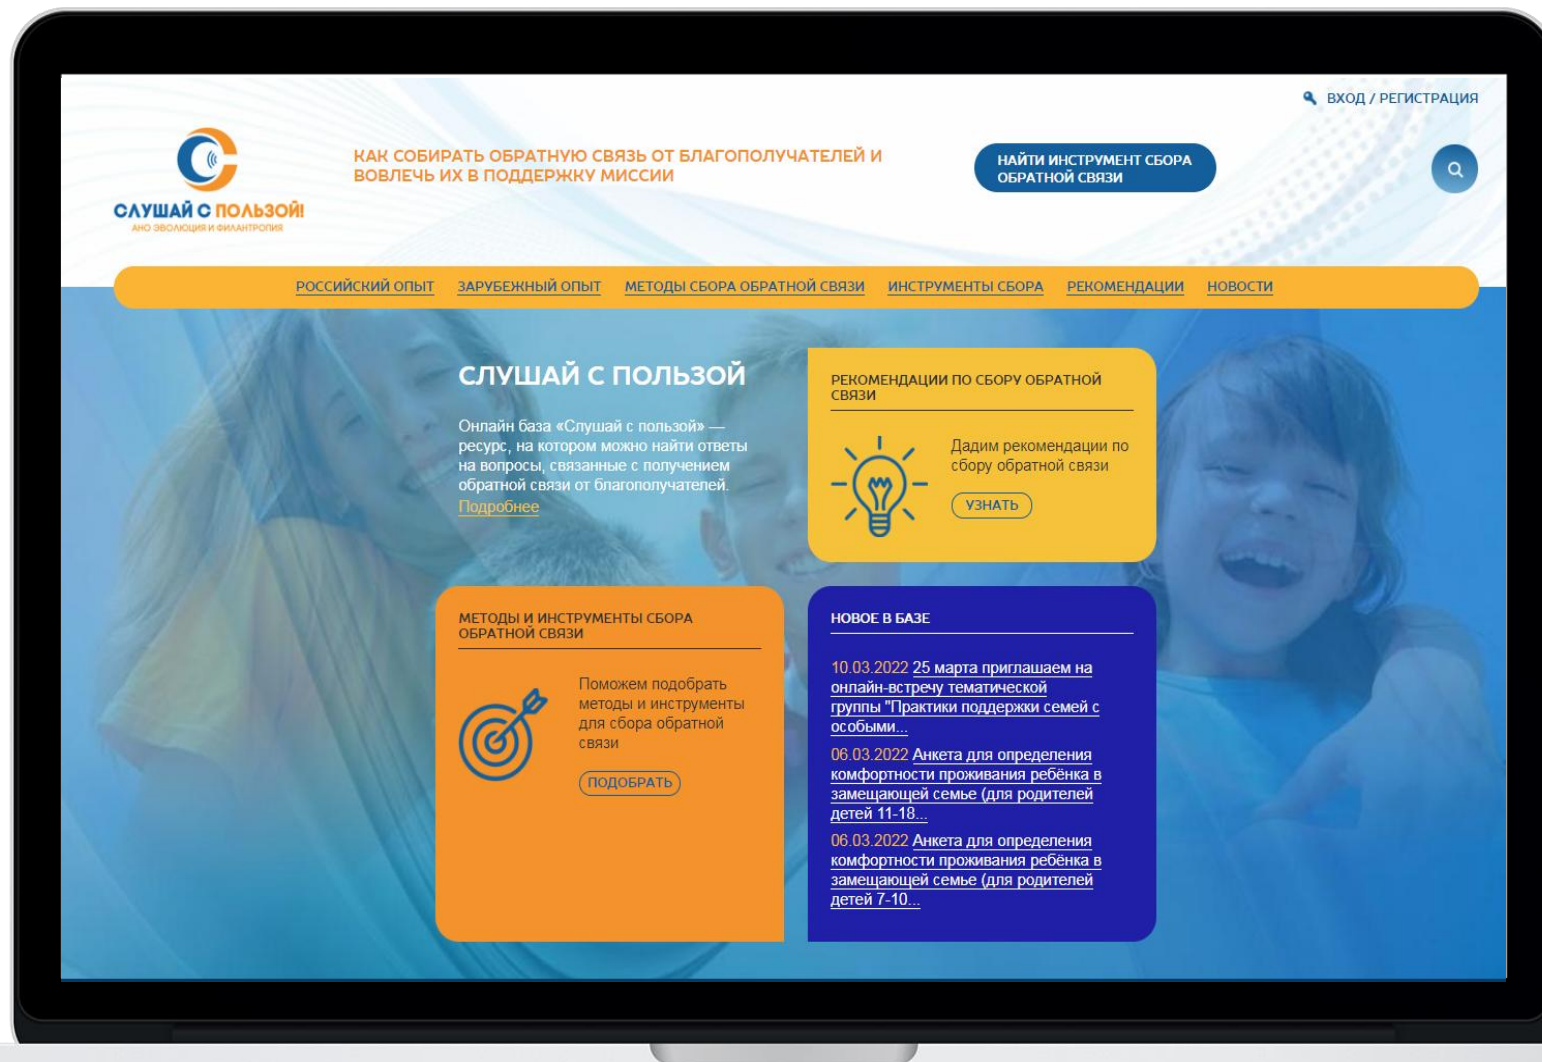 ВХОД / РЕГИСТРАЦИЯ
КАК СОБИРАТЬ ОБРАТНУЮ СВЯЗЬ ОТ БЛАГОПОЛУЧАТЕЛЕЙ И
ВОВЛЕЧЬ ИХ В ПОДДЕРЖКУ МИССИИ
НАЙТИ ИНСТРУМЕНТ СБОРА
ОБРАТНОЙ СВЯЗИ
СЛУШАЙ С ПОЛЬЗОЙ!
АНО ЭВОЛЮЦИЯ И ФИЛАНТРОПИЯ
РОССИЙСКИЙ ОПЫТ ЗАРУБЕЖНЫЙ ОПЫТ МЕТОДЫ СБОРА ОБРАТНОЙ СВЯЗИ ИНСТРУМЕНТЫ СБОРА РЕКОМЕНДАЦИИ НОВОСТИ
СЛУШАЙ С ПОЛЬЗОЙ
Онлайн база «Слушай с пользой» —
ресурс, на котором можно найти ответы
на вопросы, связанные с получением
обратной связи от благополучателей.
Подробнее
РЕКОМЕНДАЦИИ ПО СБОРУ ОБРАТНОЙ
СВЯЗИ
Дадим рекомендации по
сбору обратной связи
УЗНАТЬ
МЕТОДЫ И ИНСТРУМЕНТЫ СБОРА
ОБРАТНОЙ СВЯЗИ
Поможем подобрать
методы и инструменты
для сбора обратной
связи
ПОДОБРАТЬ
НОВОЕ В БАЗЕ
10.03.2022 25 марта приглашаем на
онлайн-встречу тематической
группы "Практики поддержки семей с
особыми...
06.03.2022 Анкета для определения
комфортности проживания ребёнка в
замещающей семье (для родителей
детей 11-18...
06.03.2022 Анкета для определения
комфортности проживания ребёнка в
замещающей семье (для родителей
детей 7-10...